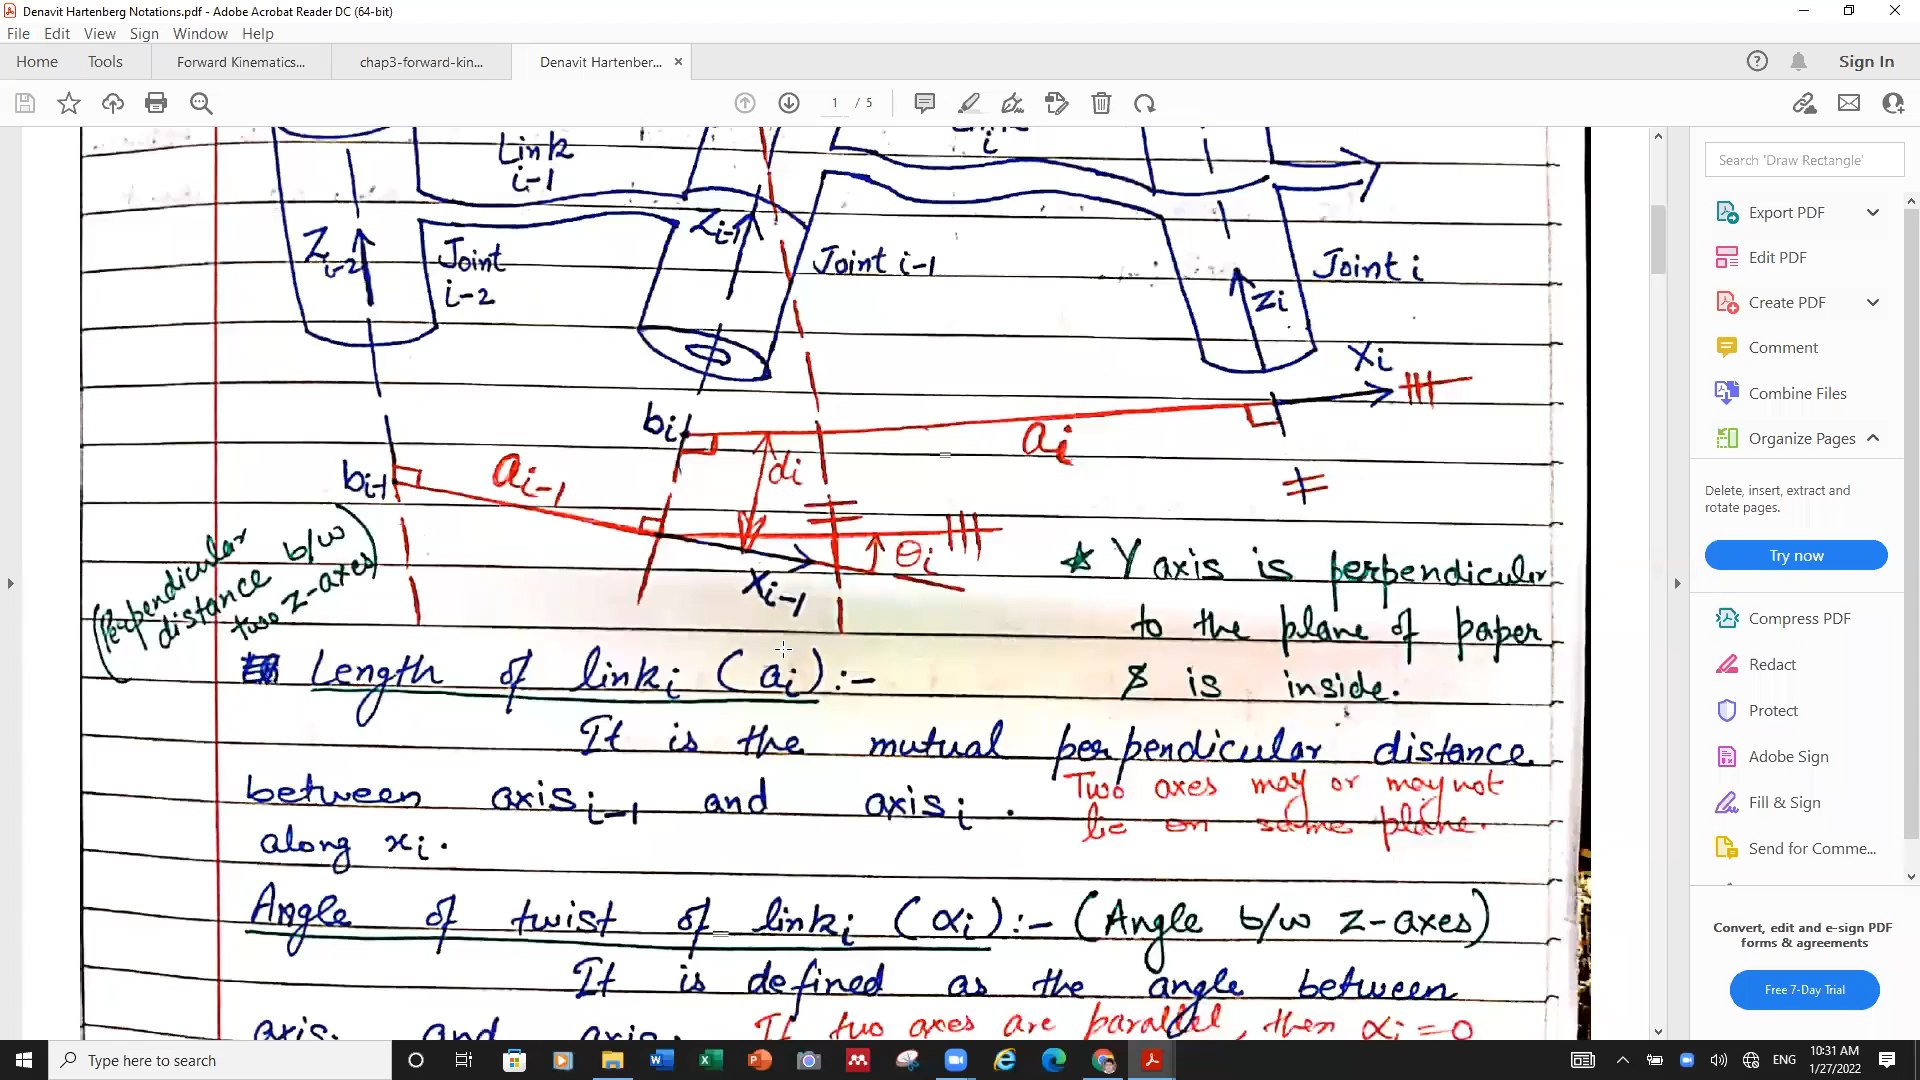 Denavit Hartenberg Notations.pdf - Adobe Acrobat Reader DC (64-bit)
File Edit View Sign Window Help
Home Tools Forward Kinematics... chap3-forward-kin... Denavit Hartenber... ×
Sign In
1 / 5
Link i-1
i
Zi-2
Joint i-2
Zi-1
Joint i-1
Zi
Joint i
Xi
bi
ai
di
bi-1
ai-1
θi
Xi-1
(Perpendicular distance b/w two z-axes)
* Y axis is perpendicular
to the plane of paper
& is inside.
Length of linki (ai):-
It is the mutual perpendicular distance
between axisi-1 and axisi.
Two axes may or may not
be on same plane.
along xi.
Angle of twist of linki (αi):- (Angle b/w z-axes)
It is defined as the angle between
and
If two axes are parallel, then αi=0
Search 'Draw Rectangle'
Export PDF
Edit PDF
Create PDF
Comment
Combine Files
Organize Pages
Delete, insert, extract and
rotate pages.
Try now
Compress PDF
Redact
Protect
Adobe Sign
Fill & Sign
Send for Comme...
Convert, edit and e-sign PDF
forms & agreements
Free 7-Day Trial
Type here to search
ENG
10:31 AM
1/27/2022